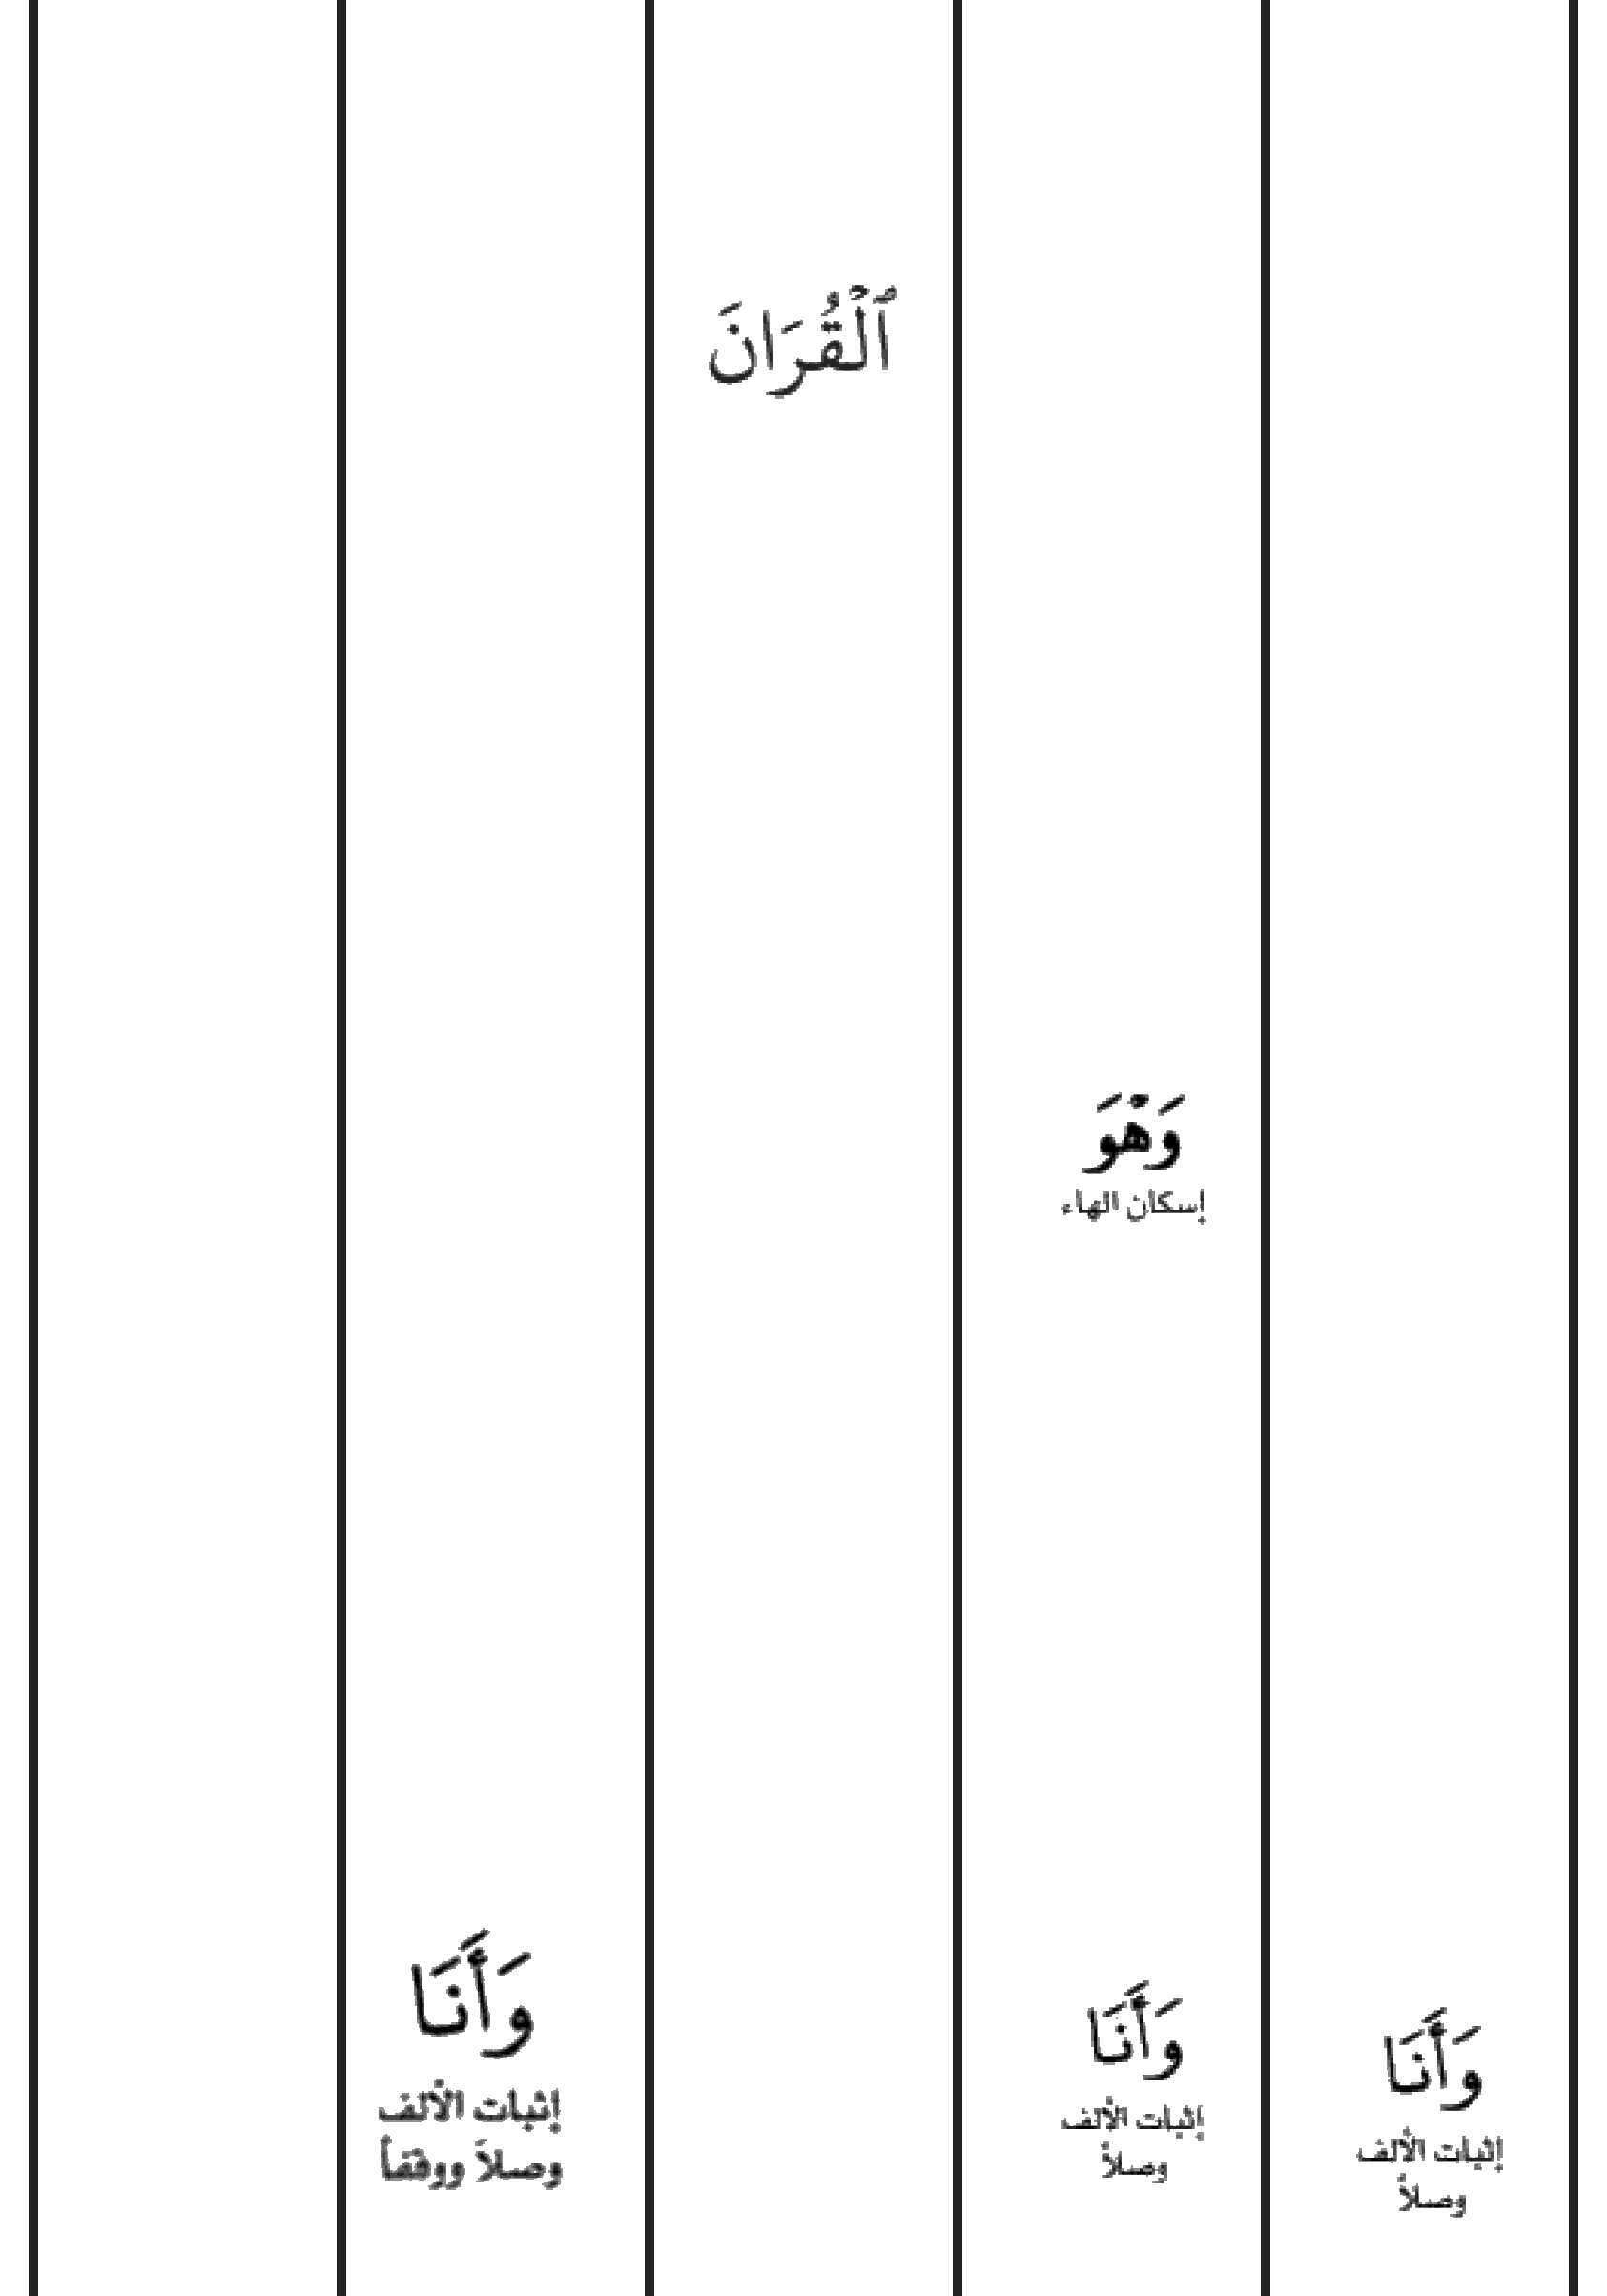 ٱلْقُرَانَ
وَهْوَ
إسكان الهاء
وَأَنَا
إثبات الألف
وصلاً
وَأَنَا
إثبات الألف
وصلاً
وَأَنَا
إثبات الألف
وصلاً ووقفاً